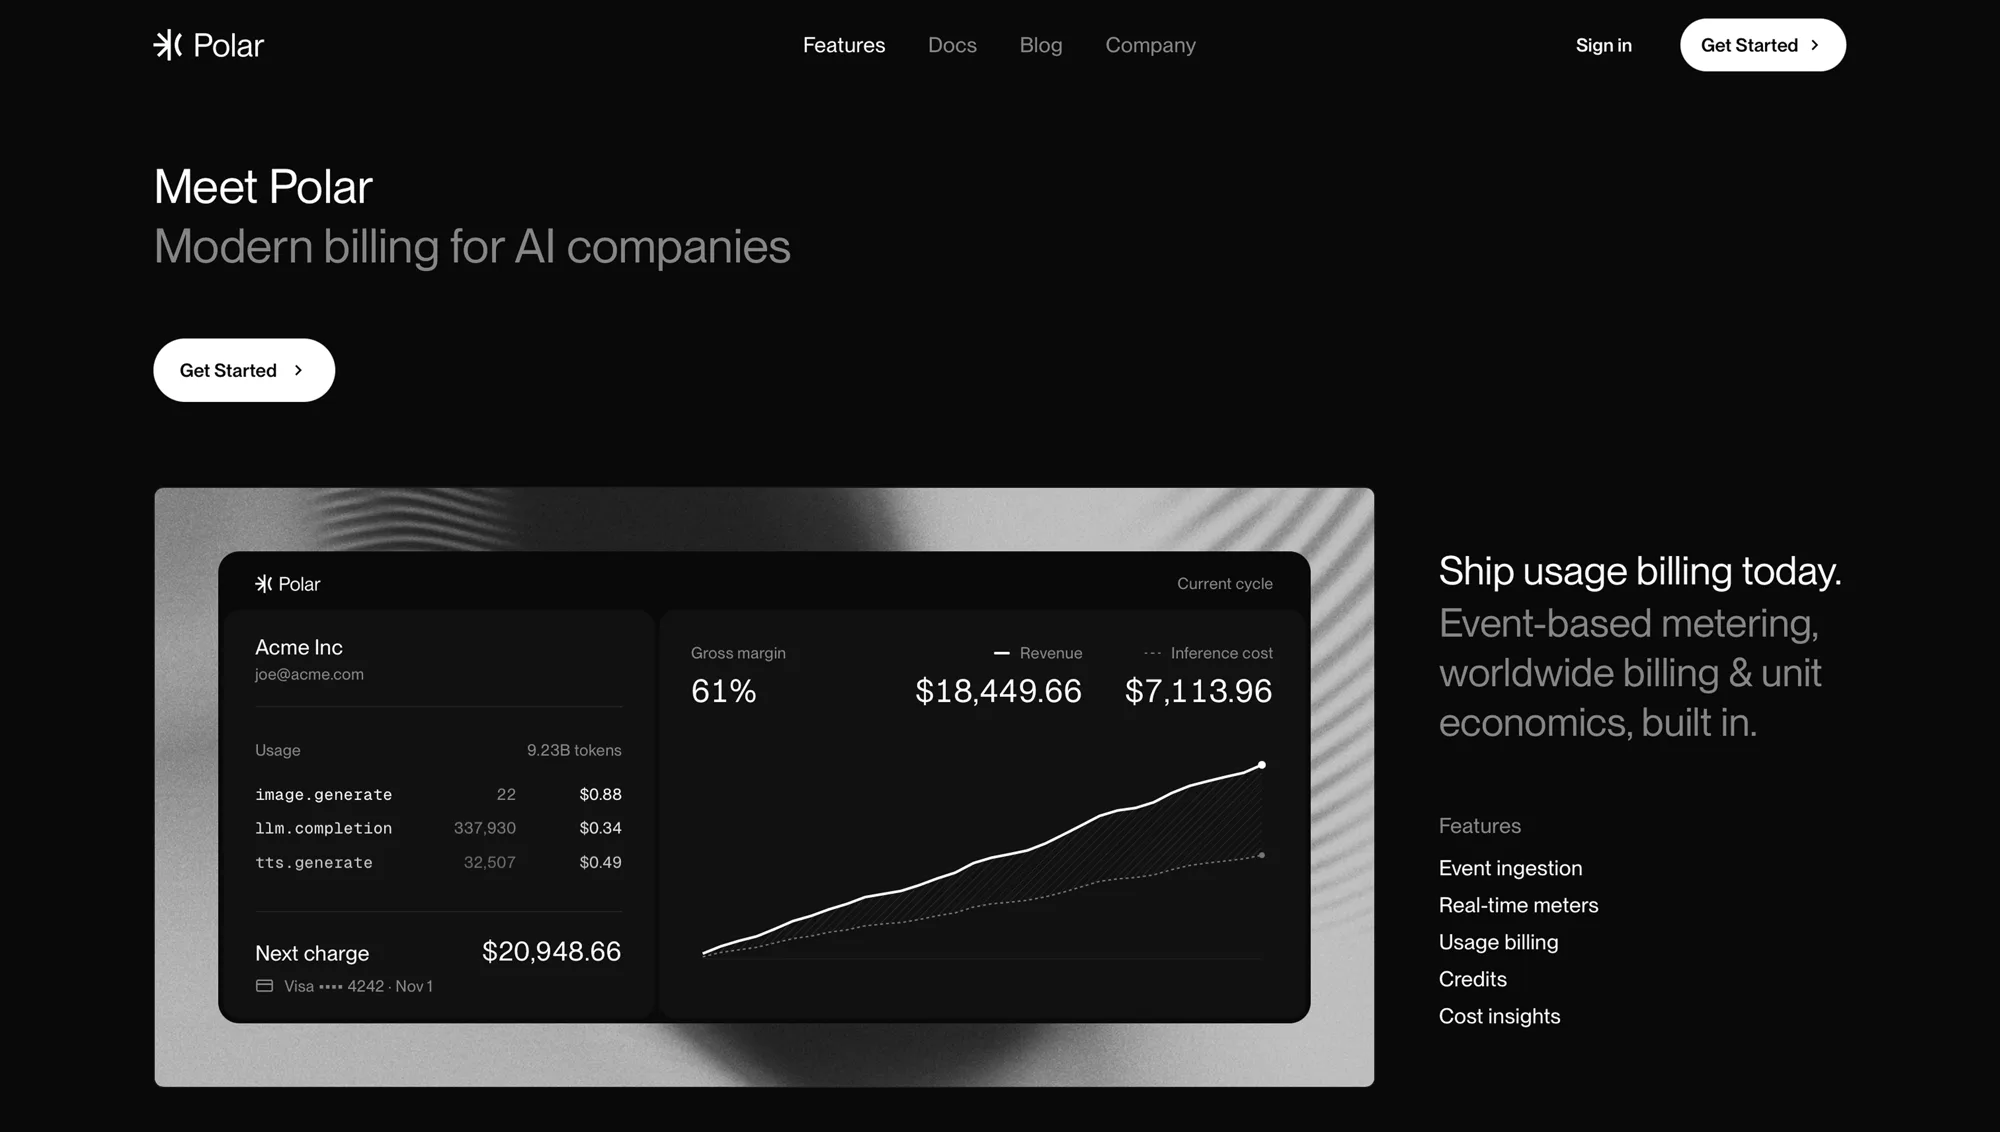 Polar
Features
Docs
Blog
Company
Sign in
Get Started
Meet Polar
Modern billing for AI companies
Get Started
Polar
Current cycle
Acme Inc
joe@acme.com
Usage 9.23B tokens
image.generate 22 $0.88
llm.completion 337,930 $0.34
tts.generate 32,507 $0.49
Next charge $20,948.66
Visa •••• 4242 · Nov 1
Gross margin
61%
Revenue
$18,449.66
Inference cost
$7,113.96
Ship usage billing today.
Event-based metering,
worldwide billing & unit
economics, built in.
Features
Event ingestion
Real-time meters
Usage billing
Credits
Cost insights